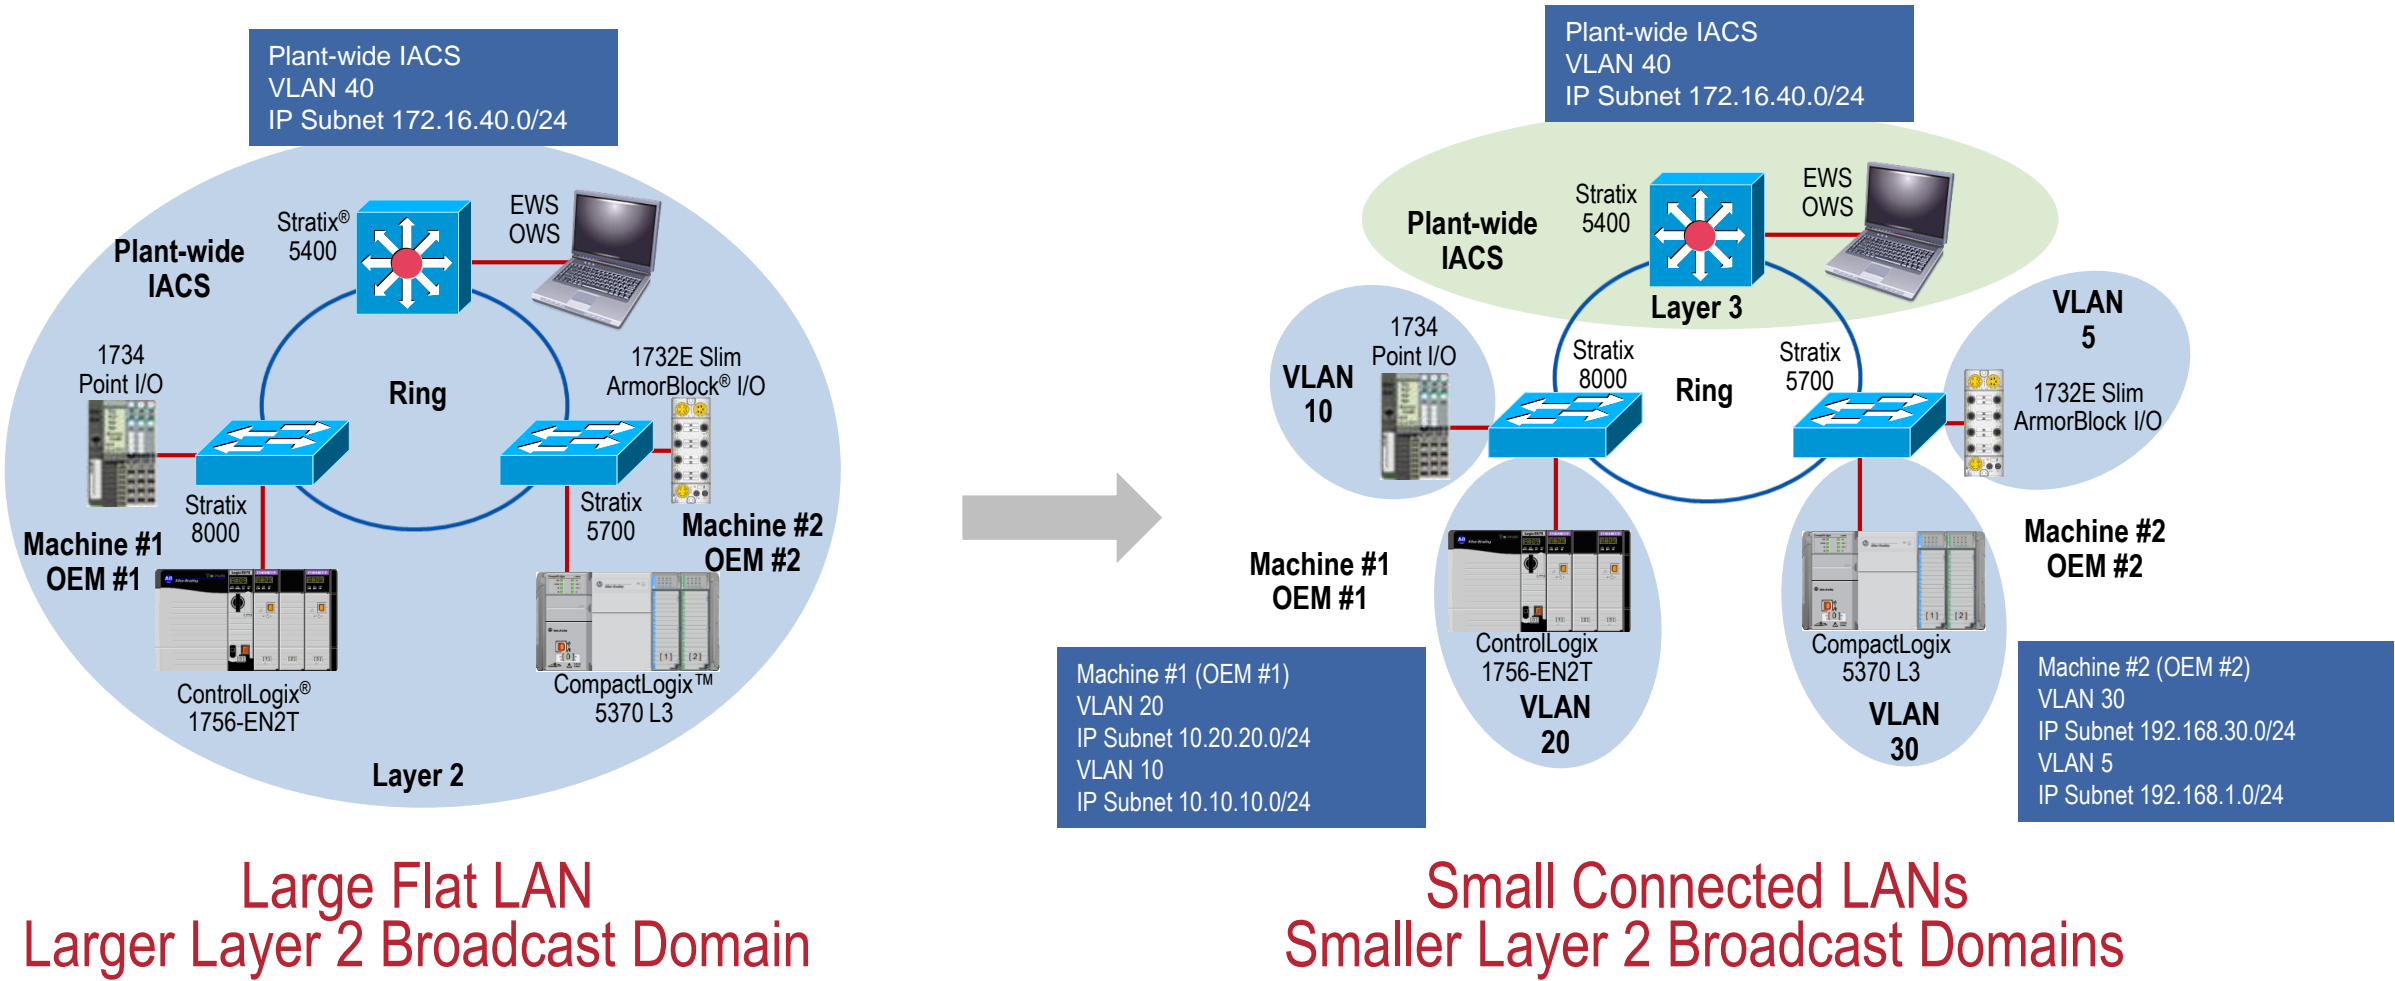 Plant-wide IACS
VLAN 40
IP Subnet 172.16.40.0/24
Stratix®
5400
EWS
OWS
Plant-wide
IACS
1734
Point I/O
Ring
1732E Slim
ArmorBlock® I/O
Stratix
8000
Stratix
5700
Machine #1
OEM #1
Machine #2
OEM #2
ControlLogix®
1756-EN2T
CompactLogix™
5370 L3
Layer 2
Large Flat LAN
Larger Layer 2 Broadcast Domain
Plant-wide IACS
VLAN 40
IP Subnet 172.16.40.0/24
Stratix
5400
EWS
OWS
Plant-wide
IACS
Layer 3
VLAN
10
1734
Point I/O
Stratix
8000
Ring
Stratix
5700
VLAN
5
1732E Slim
ArmorBlock I/O
Machine #1
OEM #1
Machine #2
OEM #2
ControlLogix
1756-EN2T
VLAN
20
CompactLogix
5370 L3
VLAN
30
Machine #1 (OEM #1)
VLAN 20
IP Subnet 10.20.20.0/24
VLAN 10
IP Subnet 10.10.10.0/24
Machine #2 (OEM #2)
VLAN 30
IP Subnet 192.168.30.0/24
VLAN 5
IP Subnet 192.168.1.0/24
Small Connected LANs
Smaller Layer 2 Broadcast Domains